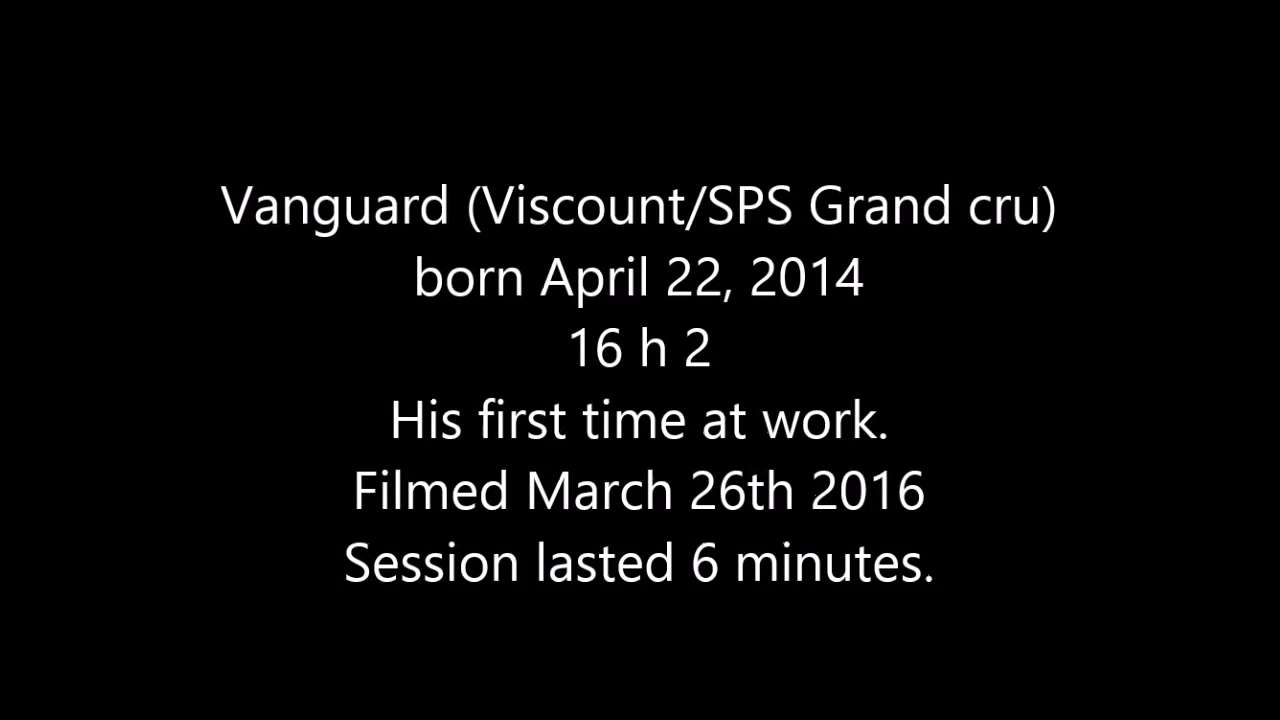 Vanguard (Viscount/SPS Grand cru)
born April 22, 2014
16 h 2
His first time at work.
Filmed March 26th 2016
Session lasted 6 minutes.